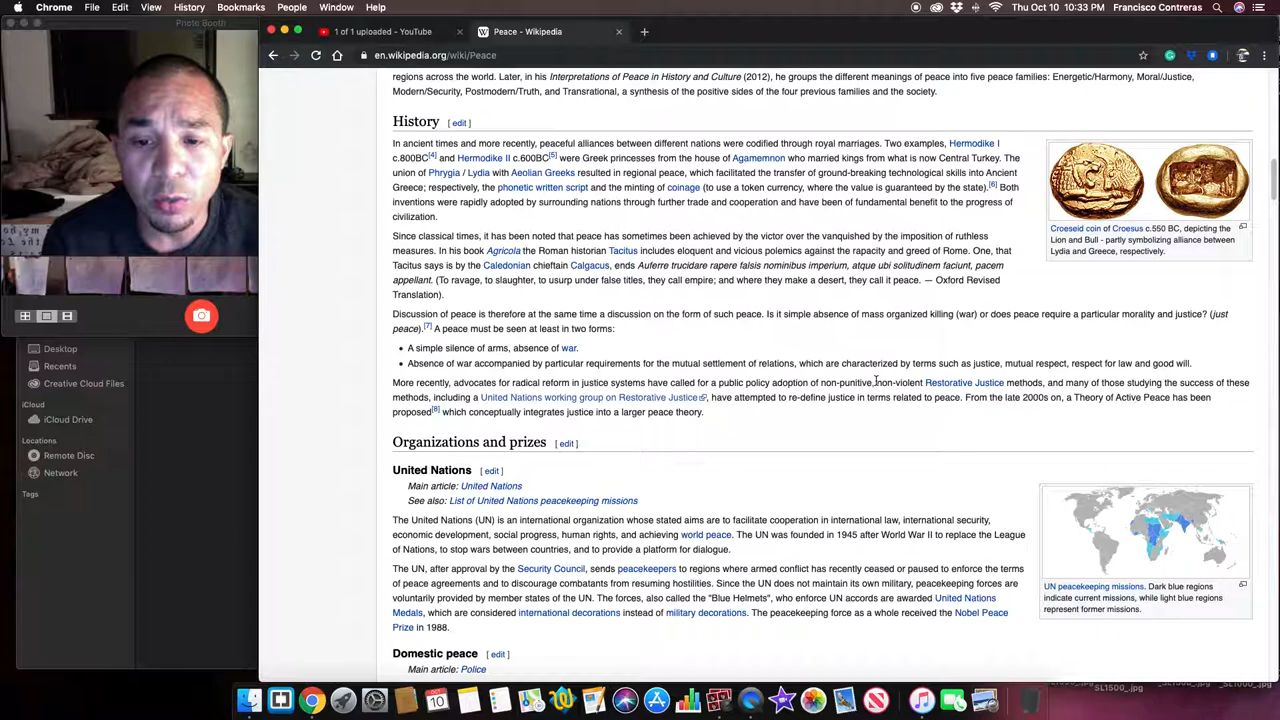 Chrome File Edit View History Bookmarks People Window Help Thu Oct 10 10:33 PM Francisco Contreras
Photo Booth
1 of 1 uploaded - YouTube
Peace - Wikipedia
en.wikipedia.org/wiki/Peace
regions across the world. Later, in his Interpretations of Peace in History and Culture (2012), he groups the different meanings of peace into five peace families: Energetic/Harmony, Moral/Justice,
Modern/Security, Postmodern/Truth, and Transrational, a synthesis of the positive sides of the four previous families and the society.
History [ edit ]
In ancient times and more recently, peaceful alliances between different nations were codified through royal marriages. Two examples, Hermodike I
c.800BC[4] and Hermodike II c.600BC[5] were Greek princesses from the house of Agamemnon who married kings from what is now Central Turkey. The
union of Phrygia / Lydia with Aeolian Greeks resulted in regional peace, which facilitated the transfer of ground-breaking technological skills into Ancient
Greece; respectively, the phonetic written script and the minting of coinage (to use a token currency, where the value is guaranteed by the state).[6] Both
inventions were rapidly adopted by surrounding nations through further trade and cooperation and have been of fundamental benefit to the progress of
civilization.
Croeseid coin of Croesus c.550 BC, depicting the
Lion and Bull - partly symbolizing alliance between
Lydia and Greece, respectively.
Since classical times, it has been noted that peace has sometimes been achieved by the victor over the vanquished by the imposition of ruthless
measures. In his book Agricola the Roman historian Tacitus includes eloquent and vicious polemics against the rapacity and greed of Rome. One, that
Tacitus says is by the Caledonian chieftain Calgacus, ends Auferre trucidare rapere falsis nominibus imperium, atque ubi solitudinem faciunt, pacem
appellant. (To ravage, to slaughter, to usurp under false titles, they call empire; and where they make a desert, they call it peace. — Oxford Revised
Translation).
Discussion of peace is therefore at the same time a discussion on the form of such peace. Is it simple absence of mass organized killing (war) or does peace require a particular morality and justice? (just
peace).[7] A peace must be seen at least in two forms:
• A simple silence of arms, absence of war.
• Absence of war accompanied by particular requirements for the mutual settlement of relations, which are characterized by terms such as justice, mutual respect, respect for law and good will.
More recently, advocates for radical reform in justice systems have called for a public policy adoption of non-punitive, non-violent Restorative Justice methods, and many of those studying the success of these
methods, including a United Nations working group on Restorative Justice, have attempted to re-define justice in terms related to peace. From the late 2000s on, a Theory of Active Peace has been
proposed[8] which conceptually integrates justice into a larger peace theory.
Organizations and prizes [ edit ]
United Nations [ edit ]
Main article: United Nations
See also: List of United Nations peacekeeping missions
The United Nations (UN) is an international organization whose stated aims are to facilitate cooperation in international law, international security,
economic development, social progress, human rights, and achieving world peace. The UN was founded in 1945 after World War II to replace the League
of Nations, to stop wars between countries, and to provide a platform for dialogue.
The UN, after approval by the Security Council, sends peacekeepers to regions where armed conflict has recently ceased or paused to enforce the terms
of peace agreements and to discourage combatants from resuming hostilities. Since the UN does not maintain its own military, peacekeeping forces are
voluntarily provided by member states of the UN. The forces, also called the "Blue Helmets", who enforce UN accords are awarded United Nations
Medals, which are considered international decorations instead of military decorations. The peacekeeping force as a whole received the Nobel Peace
Prize in 1988.
UN peacekeeping missions. Dark blue regions
indicate current missions, while light blue regions
represent former missions.
Domestic peace [ edit ]
Main article: Police
Desktop
Recents
Creative Cloud Files
iCloud
iCloud Drive
Locations
Remote Disc
Network
Tags
OCT
10